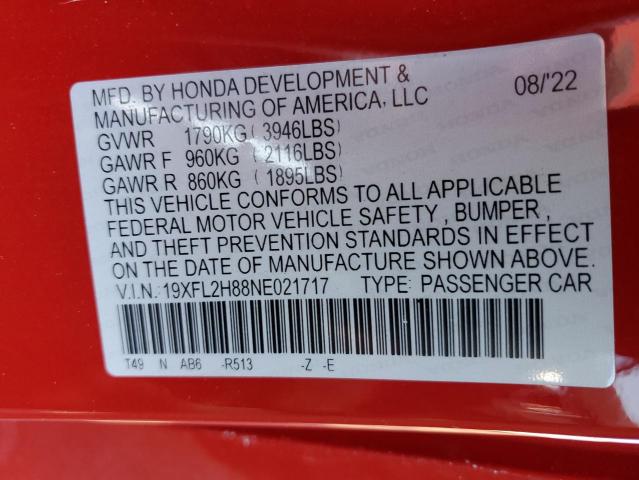 MFD. BY HONDA DEVELOPMENT & 08/'22
MANUFACTURING OF AMERICA, LLC
GVWR 1790KG ( 3946LBS)
GAWR F 960KG ( 2116LBS)
GAWR R 860KG ( 1895LBS)
THIS VEHICLE CONFORMS TO ALL APPLICABLE
FEDERAL MOTOR VEHICLE SAFETY , BUMPER ,
AND THEFT PREVENTION STANDARDS IN EFFECT
ON THE DATE OF MANUFACTURE SHOWN ABOVE.
V.I.N. 19XFL2H88NE021717 TYPE: PASSENGER CAR
T49 N AB6 -R513 -Z -E